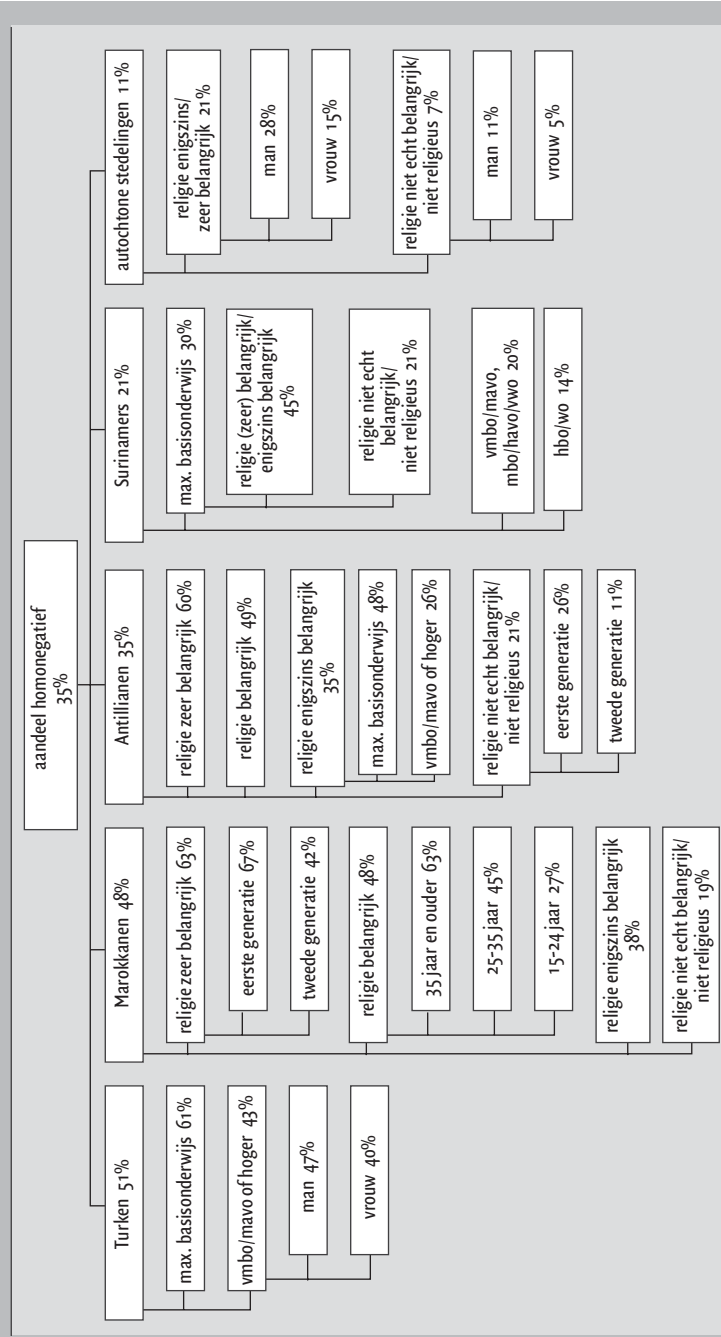 aandeel homonegatief
35%
Turken 51%
max. basisonderwijs 61%
vmbo/mavo of hoger 43%
man 47%
vrouw 40%
Marokkanen 48%
religie zeer belangrijk 63%
eerste generatie 67%
tweede generatie 42%
religie belangrijk 48%
35 jaar en ouder 63%
25-35 jaar 45%
15-24 jaar 27%
religie enigszins belangrijk
38%
religie niet echt belangrijk/
niet religieus 19%
Antillianen 35%
religie zeer belangrijk 60%
religie belangrijk 49%
religie enigszins belangrijk
35%
max. basisonderwijs 48%
vmbo/mavo of hoger 26%
religie niet echt belangrijk/
niet religieus 21%
eerste generatie 26%
tweede generatie 11%
Surinamers 21%
max. basisonderwijs 30%
religie (zeer) belangrijk/
enigszins belangrijk
45%
religie niet echt
belangrijk/
niet religieus 21%
vmbo/mavo,
mbo/havo/vwo 20%
hbo/wo 14%
autochtone stedelingen 11%
religie enigszins/
zeer belangrijk 21%
man 28%
vrouw 15%
religie niet echt belangrijk/
niet religieus 7%
man 11%
vrouw 5%